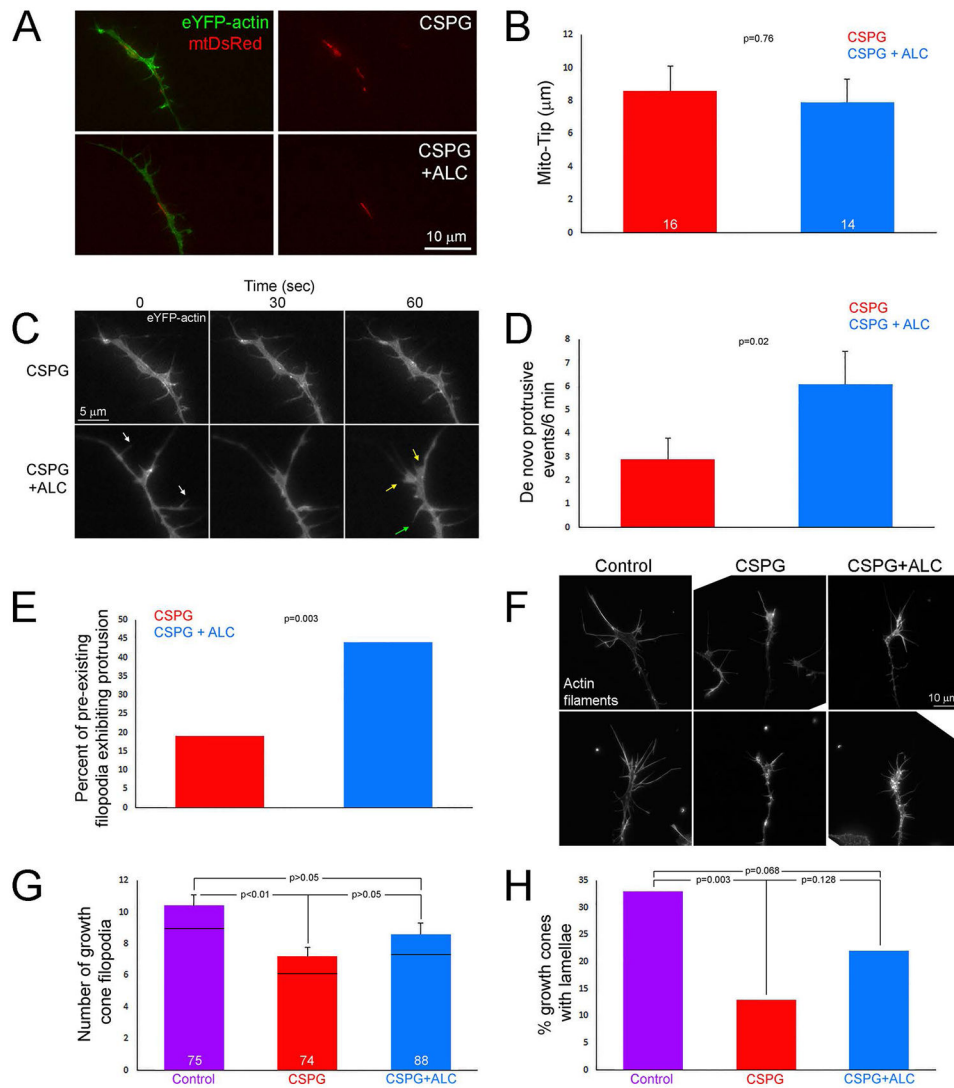 A
eYFP-actin
mtDsRed
CSPG
CSPG
+ALC
10 μm
B
p=0.76
CSPG
CSPG + ALC
Mito-Tip (μm)
12
10
8
6
4
2
0
16
14
C
Time (sec)
0
30
60
eYFP-actin
CSPG
5 μm
CSPG
+ALC
D
CSPG
CSPG + ALC
p=0.02
De novo protrusive
events/6 min
8
7
6
5
4
3
2
1
0
E
CSPG
CSPG + ALC
p=0.003
Percent of pre-existing
filopodia exhibiting protrusion
50
45
40
35
30
25
20
15
10
5
0
F
Control
CSPG
CSPG+ALC
Actin
filaments
10 μm
G
p>0.05
p<0.01
p>0.05
Number of growth
cone filopodia
12
10
8
6
4
2
0
75
74
88
Control
CSPG
CSPG+ALC
H
p=0.068
p=0.003
p=0.128
% growth cones
with lamellae
35
30
25
20
15
10
5
0
Control
CSPG
CSPG+ALC